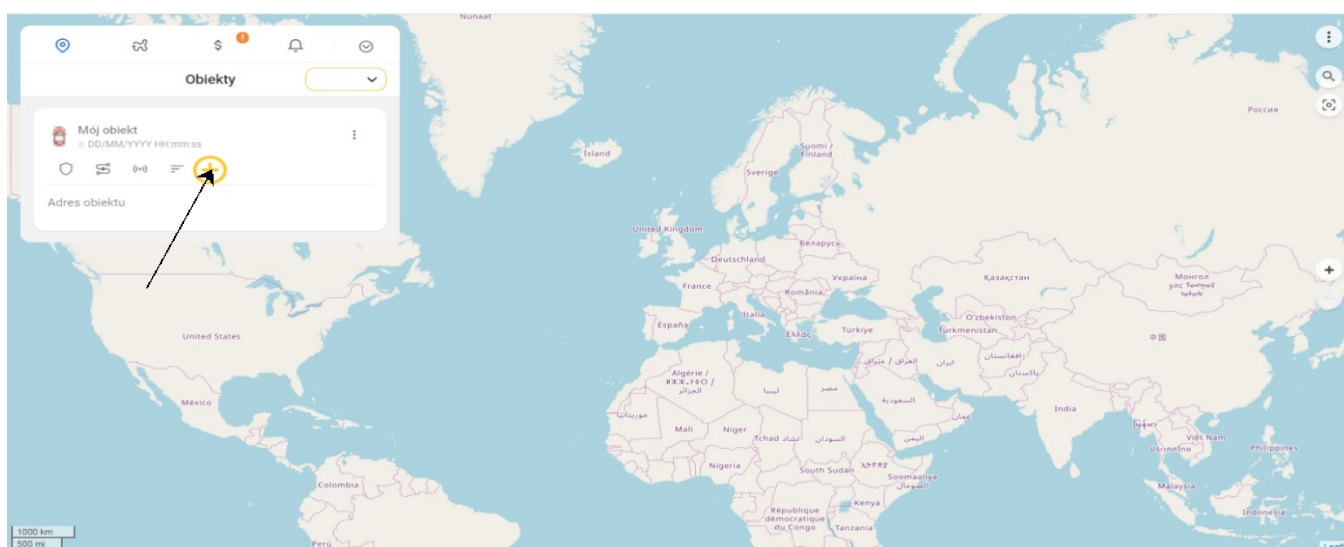 Nunaat
$
!
Obiekty
Mój obiekt
DD/MM/YYYY HH:mm:ss
Adres obiektu
Россия
Ísland
Suomi /
Finland
Sverige
United Kingdom
Беларусь
Deutschland
Україна
Қазақстан
Монгол
улс
France
România
Italia
O'zbekiston
España
Ελλάς
Türkiye
Türkmenistan
United States
中国
افغانستان
العراق / عێراق
ایران
پاکستان
Algérie /
الجزائر
ليبيا
مصر
السعودية
México
India
موريتانيا
عمان
Mali
Niger
Tchad تشاد
السودان
اليمن
Việt Nam
Philippines
Nigeria
South Sudan
Soomaaliya
الصومال
Colombia
Malaysia
Kenya
République
démocratique
du Congo
Indonesia
Tanzania
1000 km
500 mi
Perú